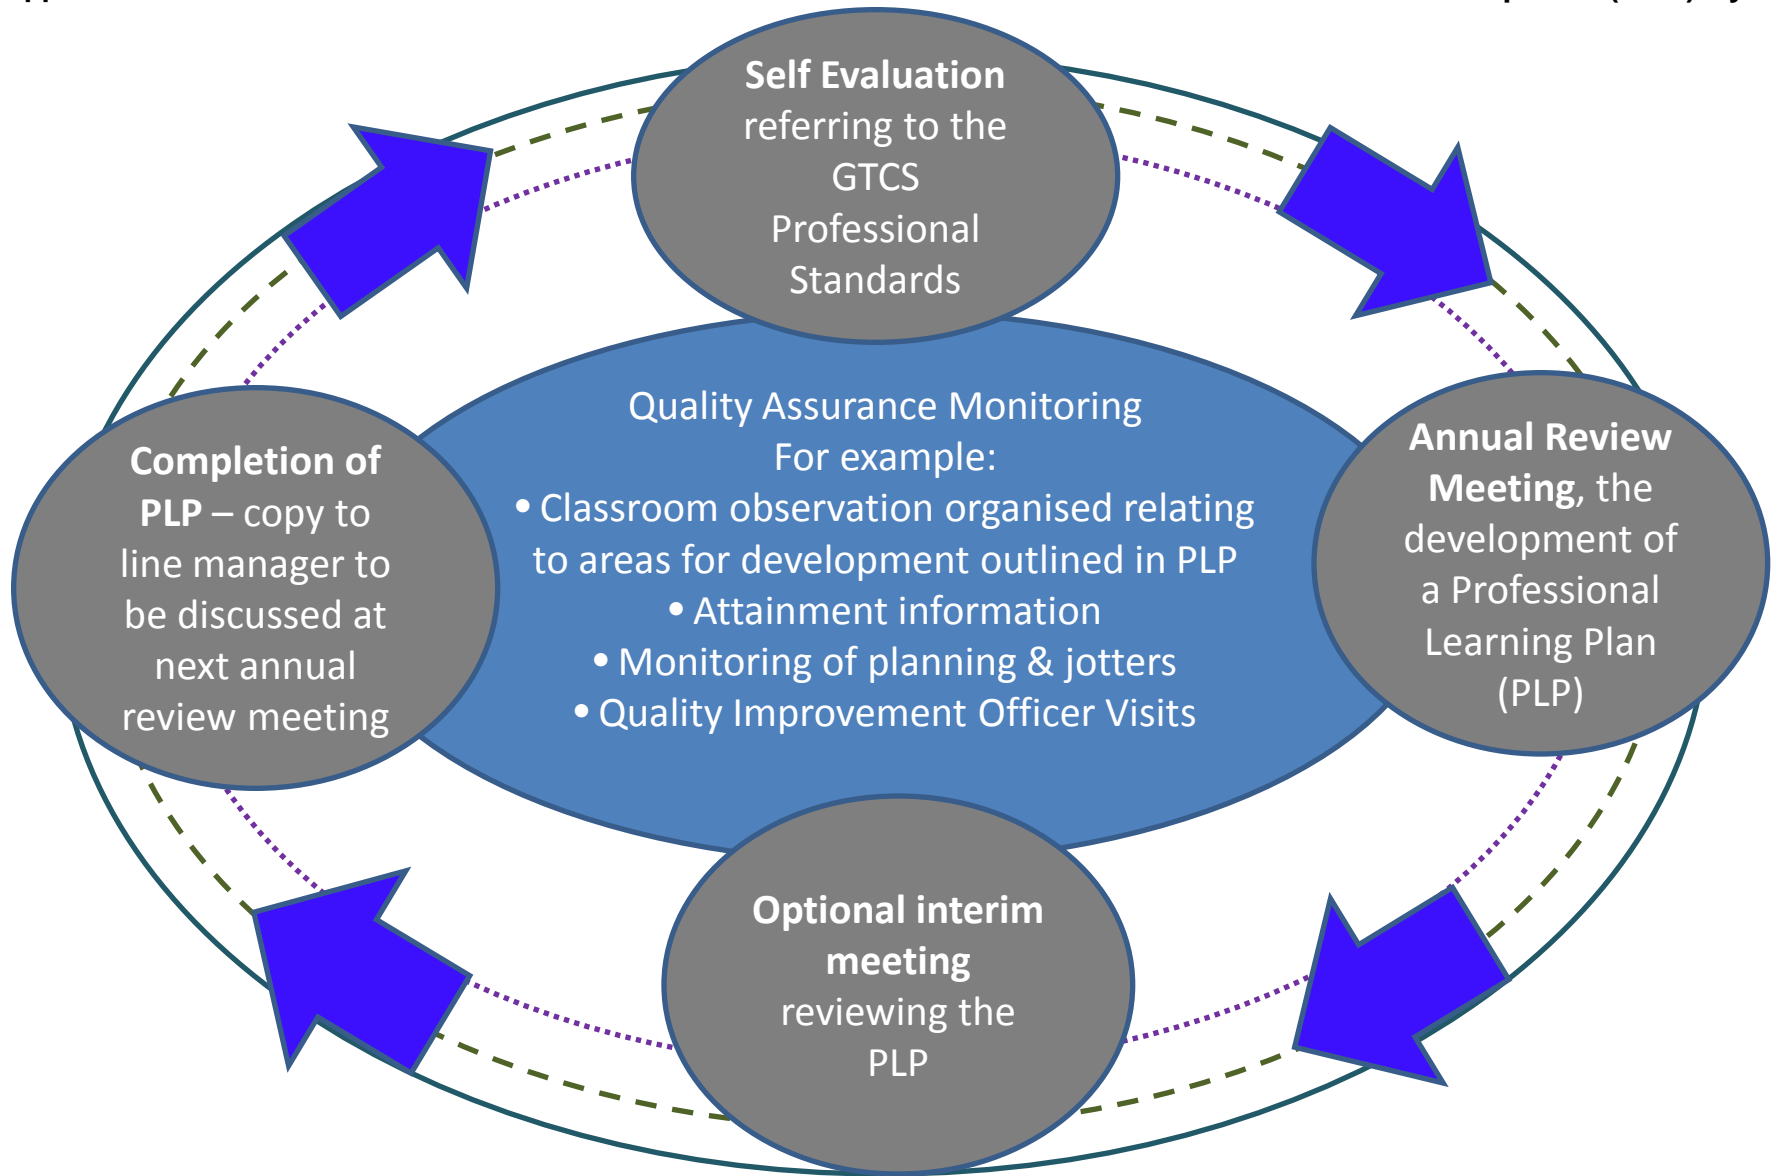 Self Evaluation
referring to the
GTCS
Professional
Standards
Annual Review
Meeting, the
development of
a Professional
Learning Plan
(PLP)
Quality Assurance Monitoring
For example:
• Classroom observation organised relating
to areas for development outlined in PLP
• Attainment information
• Monitoring of planning & jotters
• Quality Improvement Officer Visits
Completion of
PLP – copy to
line manager to
be discussed at
next annual
review meeting
Optional interim
meeting
reviewing the
PLP